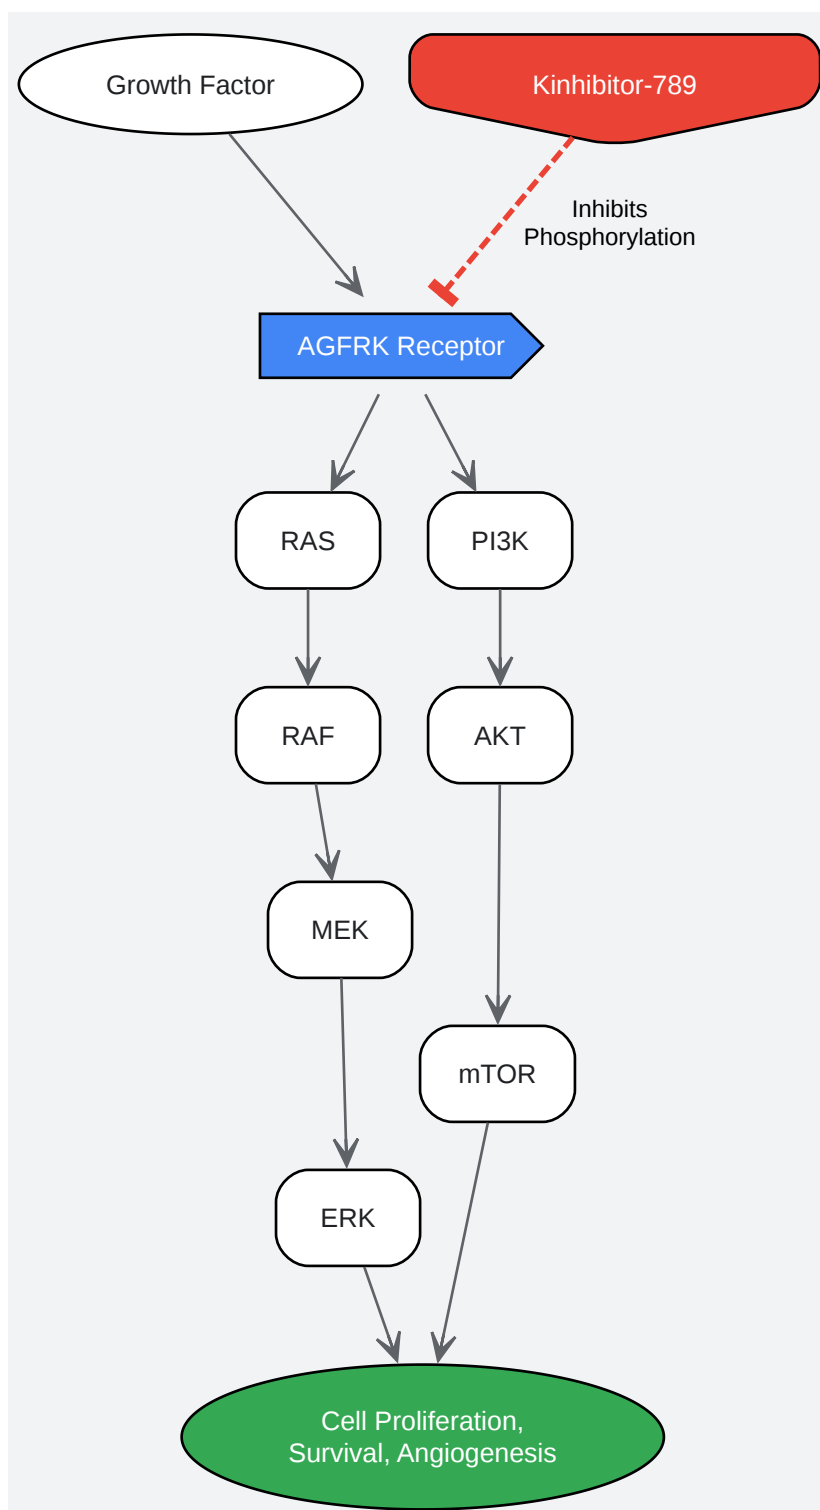 Growth Factor
Kinhibitor-789
Inhibits
Phosphorylation
AGFRK Receptor
RAS
PI3K
RAF
AKT
MEK
mTOR
ERK
Cell Proliferation,
Survival, Angiogenesis